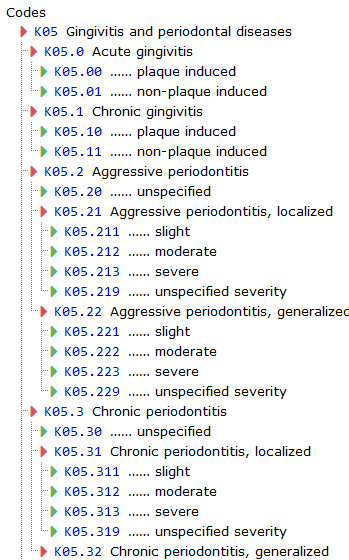 Codes
K05 Gingivitis and periodontal diseases
K05.0 Acute gingivitis
K05.00 ...... plaque induced
K05.01 ...... non-plaque induced
K05.1 Chronic gingivitis
K05.10 ...... plaque induced
K05.11 ...... non-plaque induced
K05.2 Aggressive periodontitis
K05.20 ...... unspecified
K05.21 Aggressive periodontitis, localized
K05.211 ...... slight
K05.212 ...... moderate
K05.213 ...... severe
K05.219 ...... unspecified severity
K05.22 Aggressive periodontitis, generalized
K05.221 ...... slight
K05.222 ...... moderate
K05.223 ...... severe
K05.229 ...... unspecified severity
K05.3 Chronic periodontitis
K05.30 ...... unspecified
K05.31 Chronic periodontitis, localized
K05.311 ...... slight
K05.312 ...... moderate
K05.313 ...... severe
K05.319 ...... unspecified severity
K05.32 Chronic periodontitis, generalized